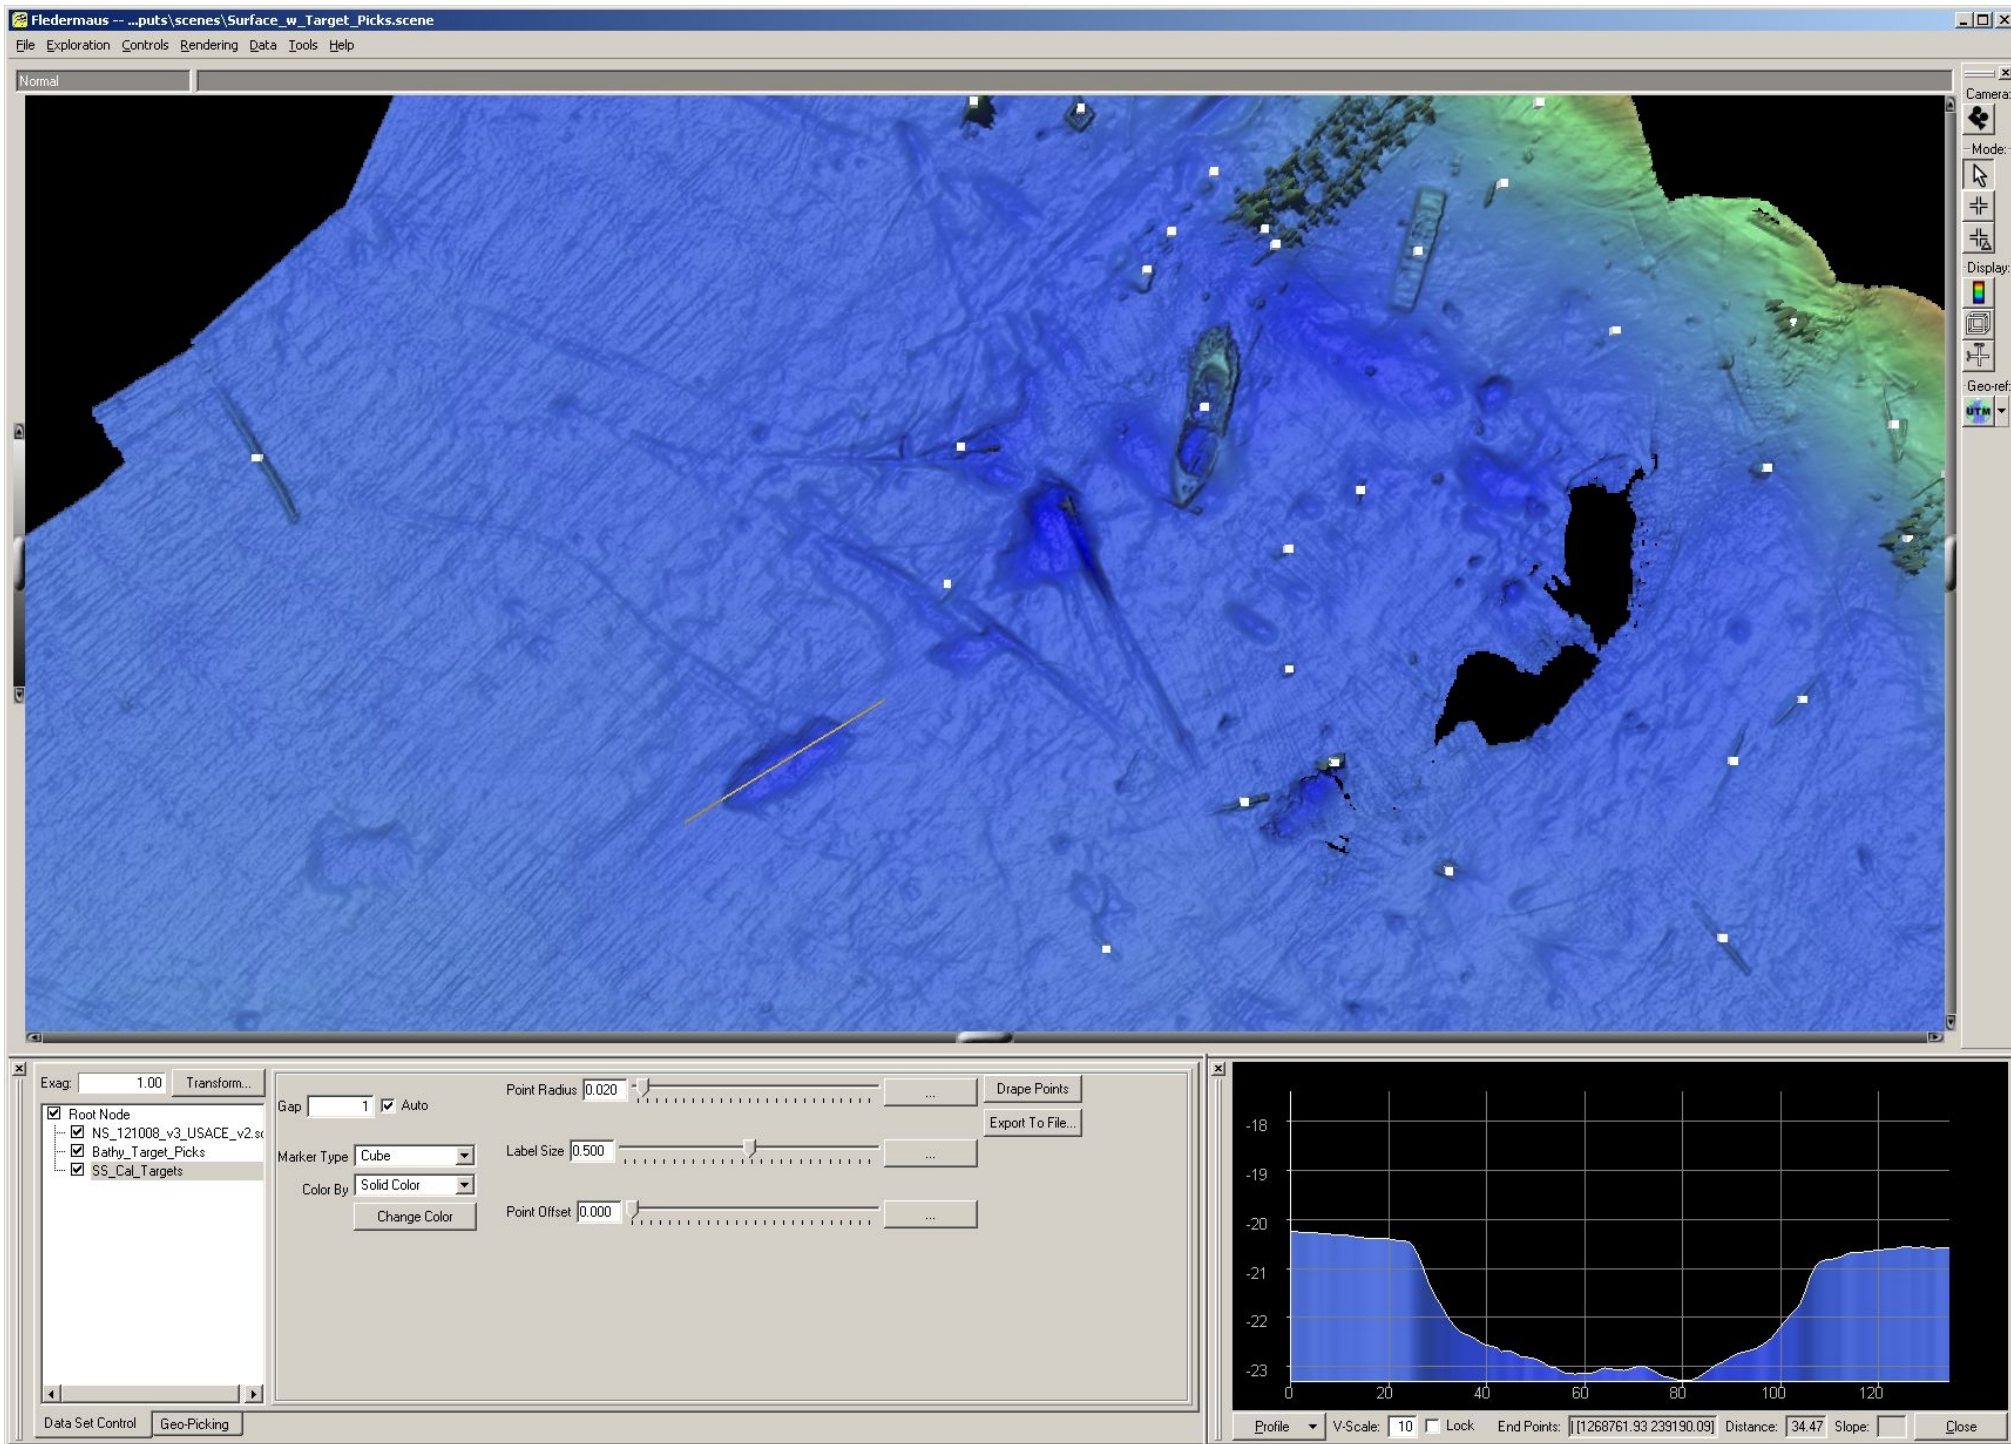 Fledermaus -- ...puts\scenes\Surface_w_Target_Picks.scene
File Exploration Controls Rendering Data Tools Help
Normal
Camera:
Mode:
Display:
Geo-ref:
UTM
Exag: 1.00 Transform...
Root Node
NS_121008_v3_USACE_v2.s
Bathy_Target_Picks
SS_Cal_Targets
Data Set Control Geo-Picking
Gap 1 Auto
Marker Type Cube
Color By Solid Color
Change Color
Point Radius 0.020 ...
Label Size 0.500 ...
Point Offset 0.000 ...
Drape Points
Export To File...
-18
-19
-20
-21
-22
-23
0 20 40 60 80 100 120
Profile V-Scale: 10 Lock End Points: [1268761.93 239190.09] Distance: 34.47 Slope: Close